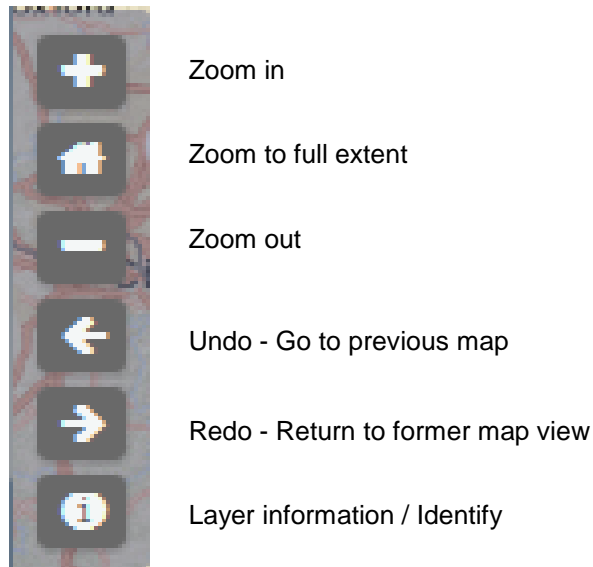 Zoom in
Zoom to full extent
Zoom out
Undo - Go to previous map
Redo - Return to former map view
i
Layer information / Identify